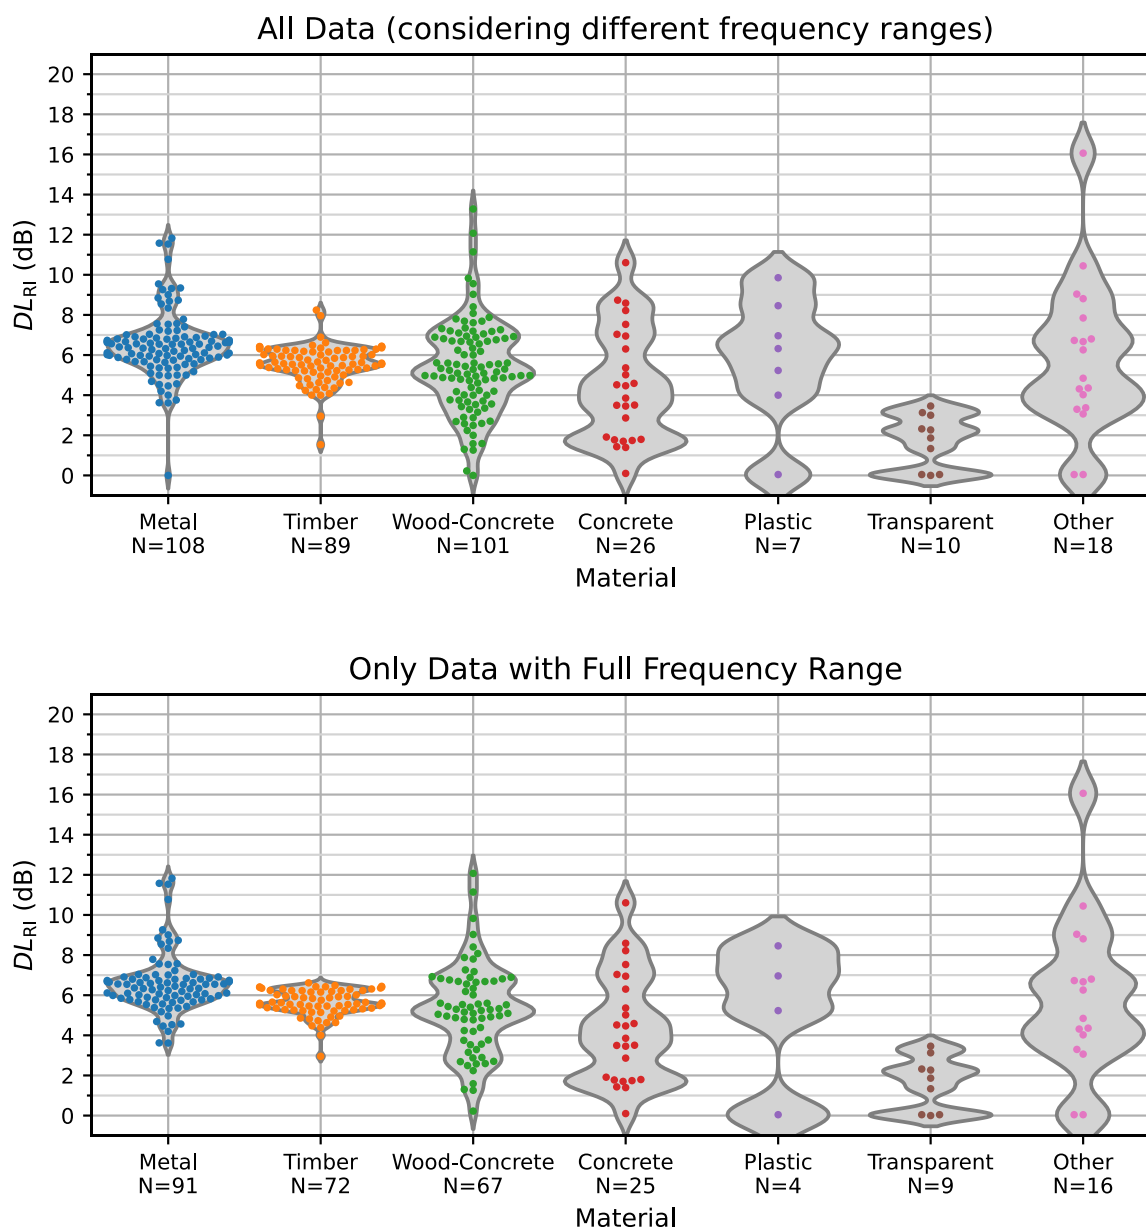 All Data (considering different frequency ranges)
20
18
16
14
12
10
8
6
4
2
0
DL_RI (dB)
Metal Timber Wood-Concrete Concrete Plastic Transparent Other
N=108 N=89 N=101 N=26 N=7 N=10 N=18
Material
Only Data with Full Frequency Range
20
18
16
14
12
10
8
6
4
2
0
DL_RI (dB)
Metal Timber Wood-Concrete Concrete Plastic Transparent Other
N=91 N=72 N=67 N=25 N=4 N=9 N=16
Material